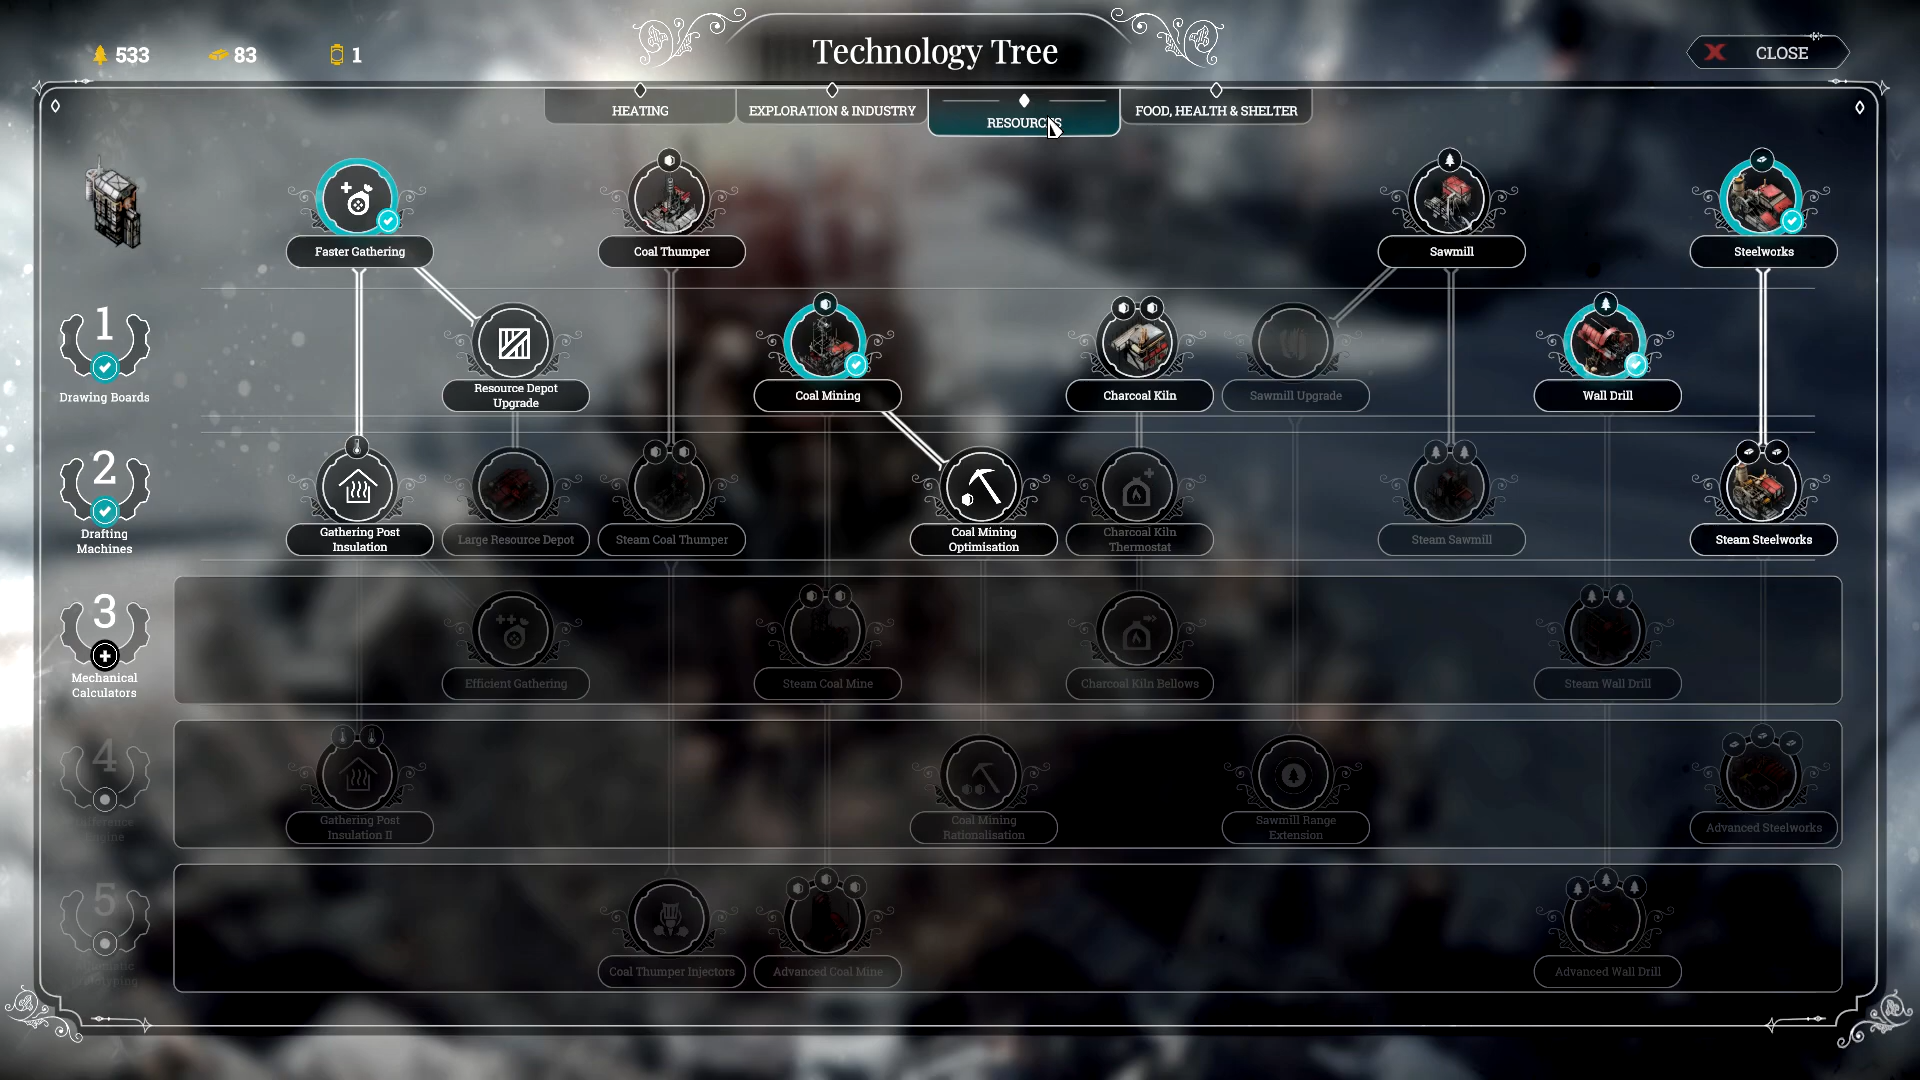 533
83
1
Technology Tree
CLOSE
HEATING
EXPLORATION & INDUSTRY
RESOURCES
FOOD, HEALTH & SHELTER
Faster Gathering
Coal Thumper
Sawmill
Steelworks
1
Drawing Boards
Resource Depot
Upgrade
Coal Mining
Charcoal Kiln
Sawmill Upgrade
Wall Drill
2
Drafting
Machines
Gathering Post
Insulation
Large Resource Depot
Steam Coal Thumper
Coal Mining
Optimisation
Charcoal Kiln
Thermostat
Steam Sawmill
Steam Steelworks
3
Mechanical
Calculators
Efficient Gathering
Steam Coal Mine
Charcoal Kiln Bellows
Steam Wall Drill
4
Gathering Post
Insulation II
Coal Mining
Rationalisation
Sawmill Range
Extension
Advanced Steelworks
5
Coal Thumper Injectors
Advanced Coal Mine
Advanced Wall Drill